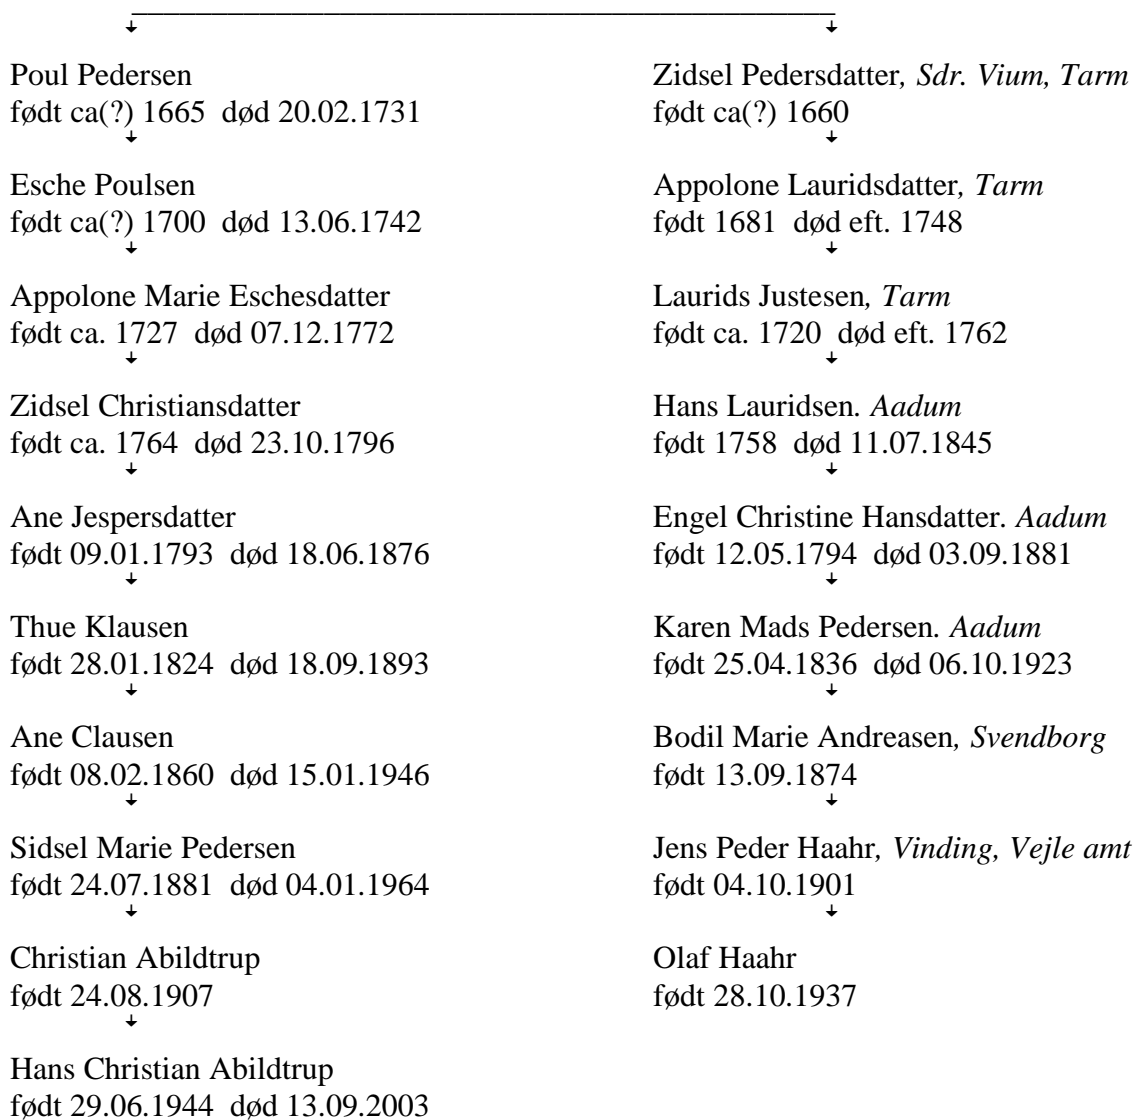 Poul Pedersen
født ca(?) 1665 død 20.02.1731
Esche Poulsen
født ca(?) 1700 død 13.06.1742
Appolone Marie Eschesdatter
født ca. 1727 død 07.12.1772
Zidsel Christiansdatter
født ca. 1764 død 23.10.1796
Ane Jespersdatter
født 09.01.1793 død 18.06.1876
Thue Klausen
født 28.01.1824 død 18.09.1893
Ane Clausen
født 08.02.1860 død 15.01.1946
Sidsel Marie Pedersen
født 24.07.1881 død 04.01.1964
Christian Abildtrup
født 24.08.1907
Hans Christian Abildtrup
født 29.06.1944 død 13.09.2003
Zidsel Pedersdatter, Sdr. Vium, Tarm
født ca(?) 1660
Appolone Lauridsdatter, Tarm
født 1681 død eft. 1748
Laurids Justesen, Tarm
født ca. 1720 død eft. 1762
Hans Lauridsen. Aadum
født 1758 død 11.07.1845
Engel Christine Hansdatter. Aadum
født 12.05.1794 død 03.09.1881
Karen Mads Pedersen. Aadum
født 25.04.1836 død 06.10.1923
Bodil Marie Andreasen, Svendborg
født 13.09.1874
Jens Peder Haahr, Vinding, Vejle amt
født 04.10.1901
Olaf Haahr
født 28.10.1937